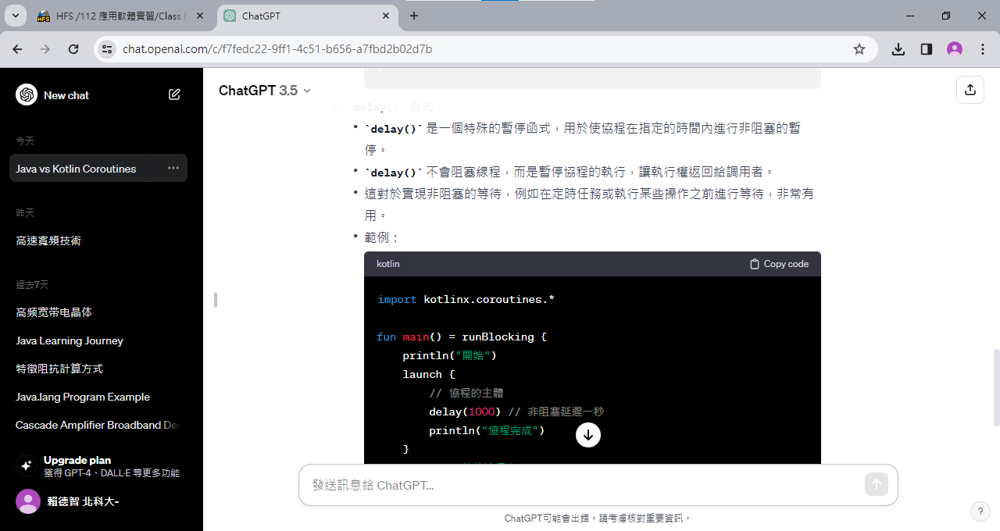 HFS /112 應用軟體實習/Class
ChatGPT
chat.openai.com/c/f7fedc22-9ff1-4c51-b656-a7fbd2b02d7b
New chat
今天
Java vs Kotlin Coroutines
昨天
高速寬頻技術
過去7天
高频宽带电晶体
Java Learning Journey
特徵阻抗計算方式
Java.lang Program Example
Cascade Amplifier Broadband De
Upgrade plan
獲得 GPT-4、DALL·E 等更多功能
賴德智 北科大-
ChatGPT 3.5
}
2. `delay()` 函式：
• `delay()` 是一個特殊的暫停函式，用於使協程在指定的時間內進行非阻塞的暫
停。
• `delay()` 不會阻塞線程，而是暫停協程的執行，讓執行權返回給調用者。
• 這對於實現非阻塞的等待，例如在定時任務或執行某些操作之前進行等待，非常有
用。
• 範例：
kotlin Copy code
import kotlinx.coroutines.*
fun main() = runBlocking {
println("開始")
launch {
// 協程的主體
delay(1000) // 非阻塞延遲一秒
println("協程完成")
}
發送訊息給 ChatGPT…
ChatGPT可能會出錯。請考慮核對重要資訊。
?